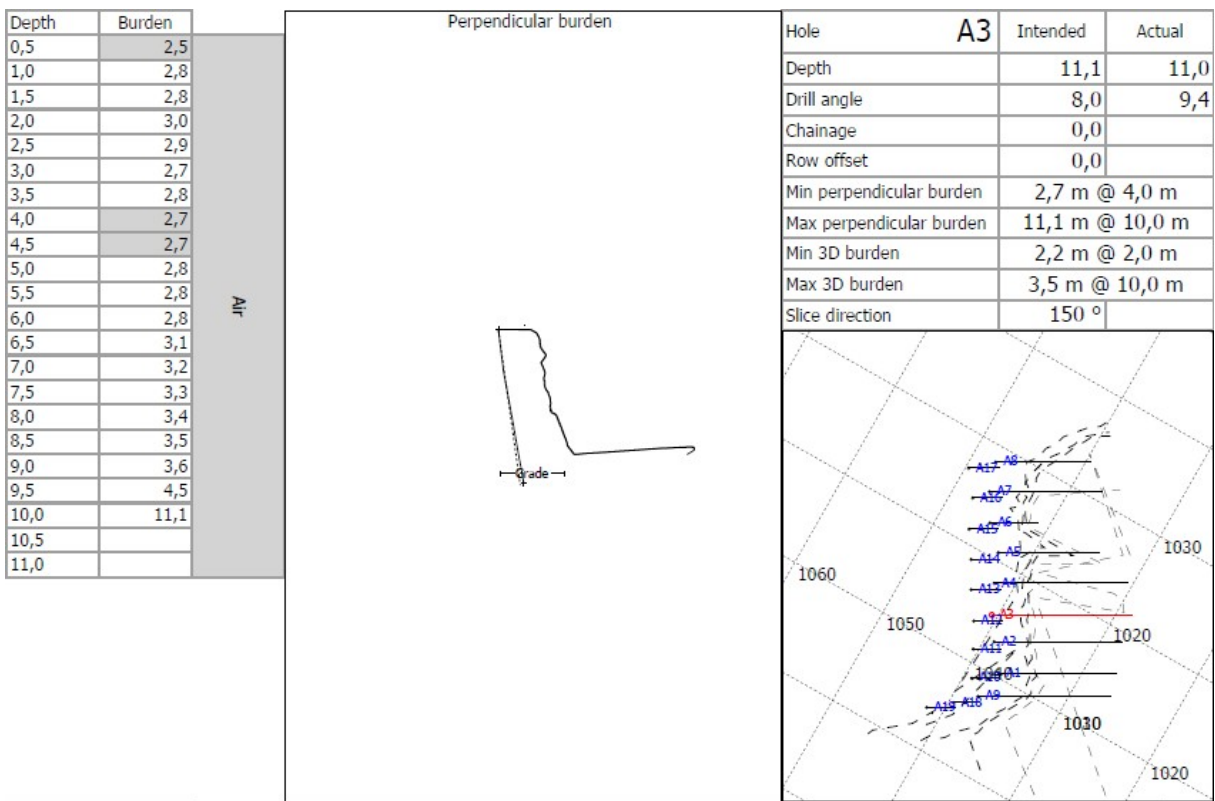 Depth Burden
0,5 2,5
1,0 2,8
1,5 2,8
2,0 3,0
2,5 2,9
3,0 2,7
3,5 2,8
4,0 2,7
4,5 2,7
5,0 2,8
5,5 2,8
6,0 2,8
6,5 3,1
7,0 3,2
7,5 3,3
8,0 3,4
8,5 3,5
9,0 3,6
9,5 4,5
10,0 11,1
10,5
11,0
Air
Perpendicular burden
Grade
Hole A3 Intended Actual
Depth 11,1 11,0
Drill angle 8,0 9,4
Chainage 0,0
Row offset 0,0
Min perpendicular burden 2,7 m @ 4,0 m
Max perpendicular burden 11,1 m @ 10,0 m
Min 3D burden 2,2 m @ 2,0 m
Max 3D burden 3,5 m @ 10,0 m
Slice direction 150 º
A17 A8
A16 A7
A15 A6
A14 A5
1030
1060
A13 A4
A12 A3
1050
1020
A11 A2
A1
A19 A18 A9
1030
1020